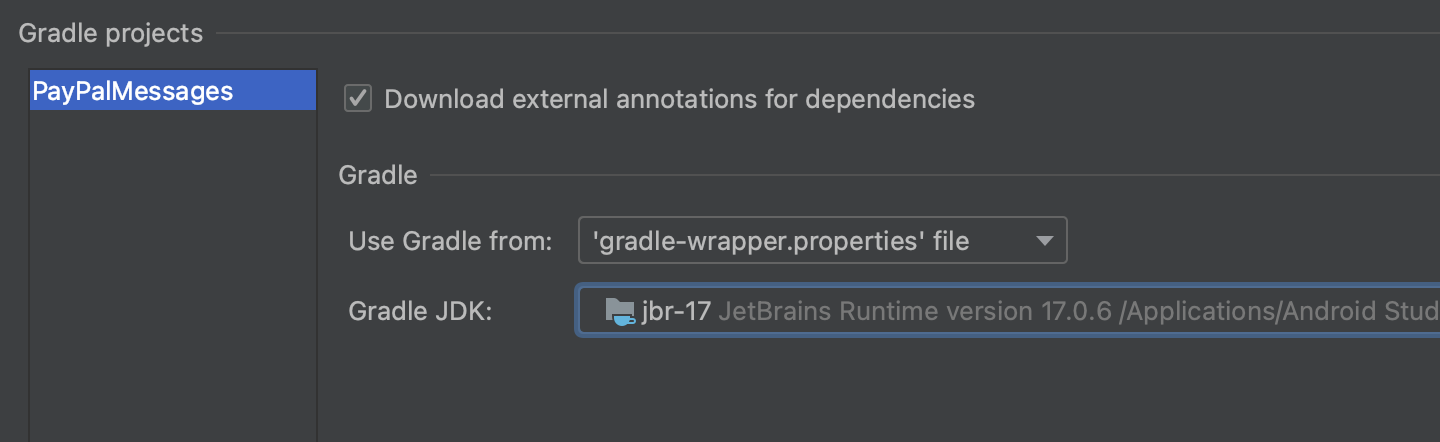 Gradle projects
PayPalMessages
Download external annotations for dependencies
Gradle
Use Gradle from: 'gradle-wrapper.properties' file
Gradle JDK: jbr-17 JetBrains Runtime version 17.0.6 /Applications/Android Stud